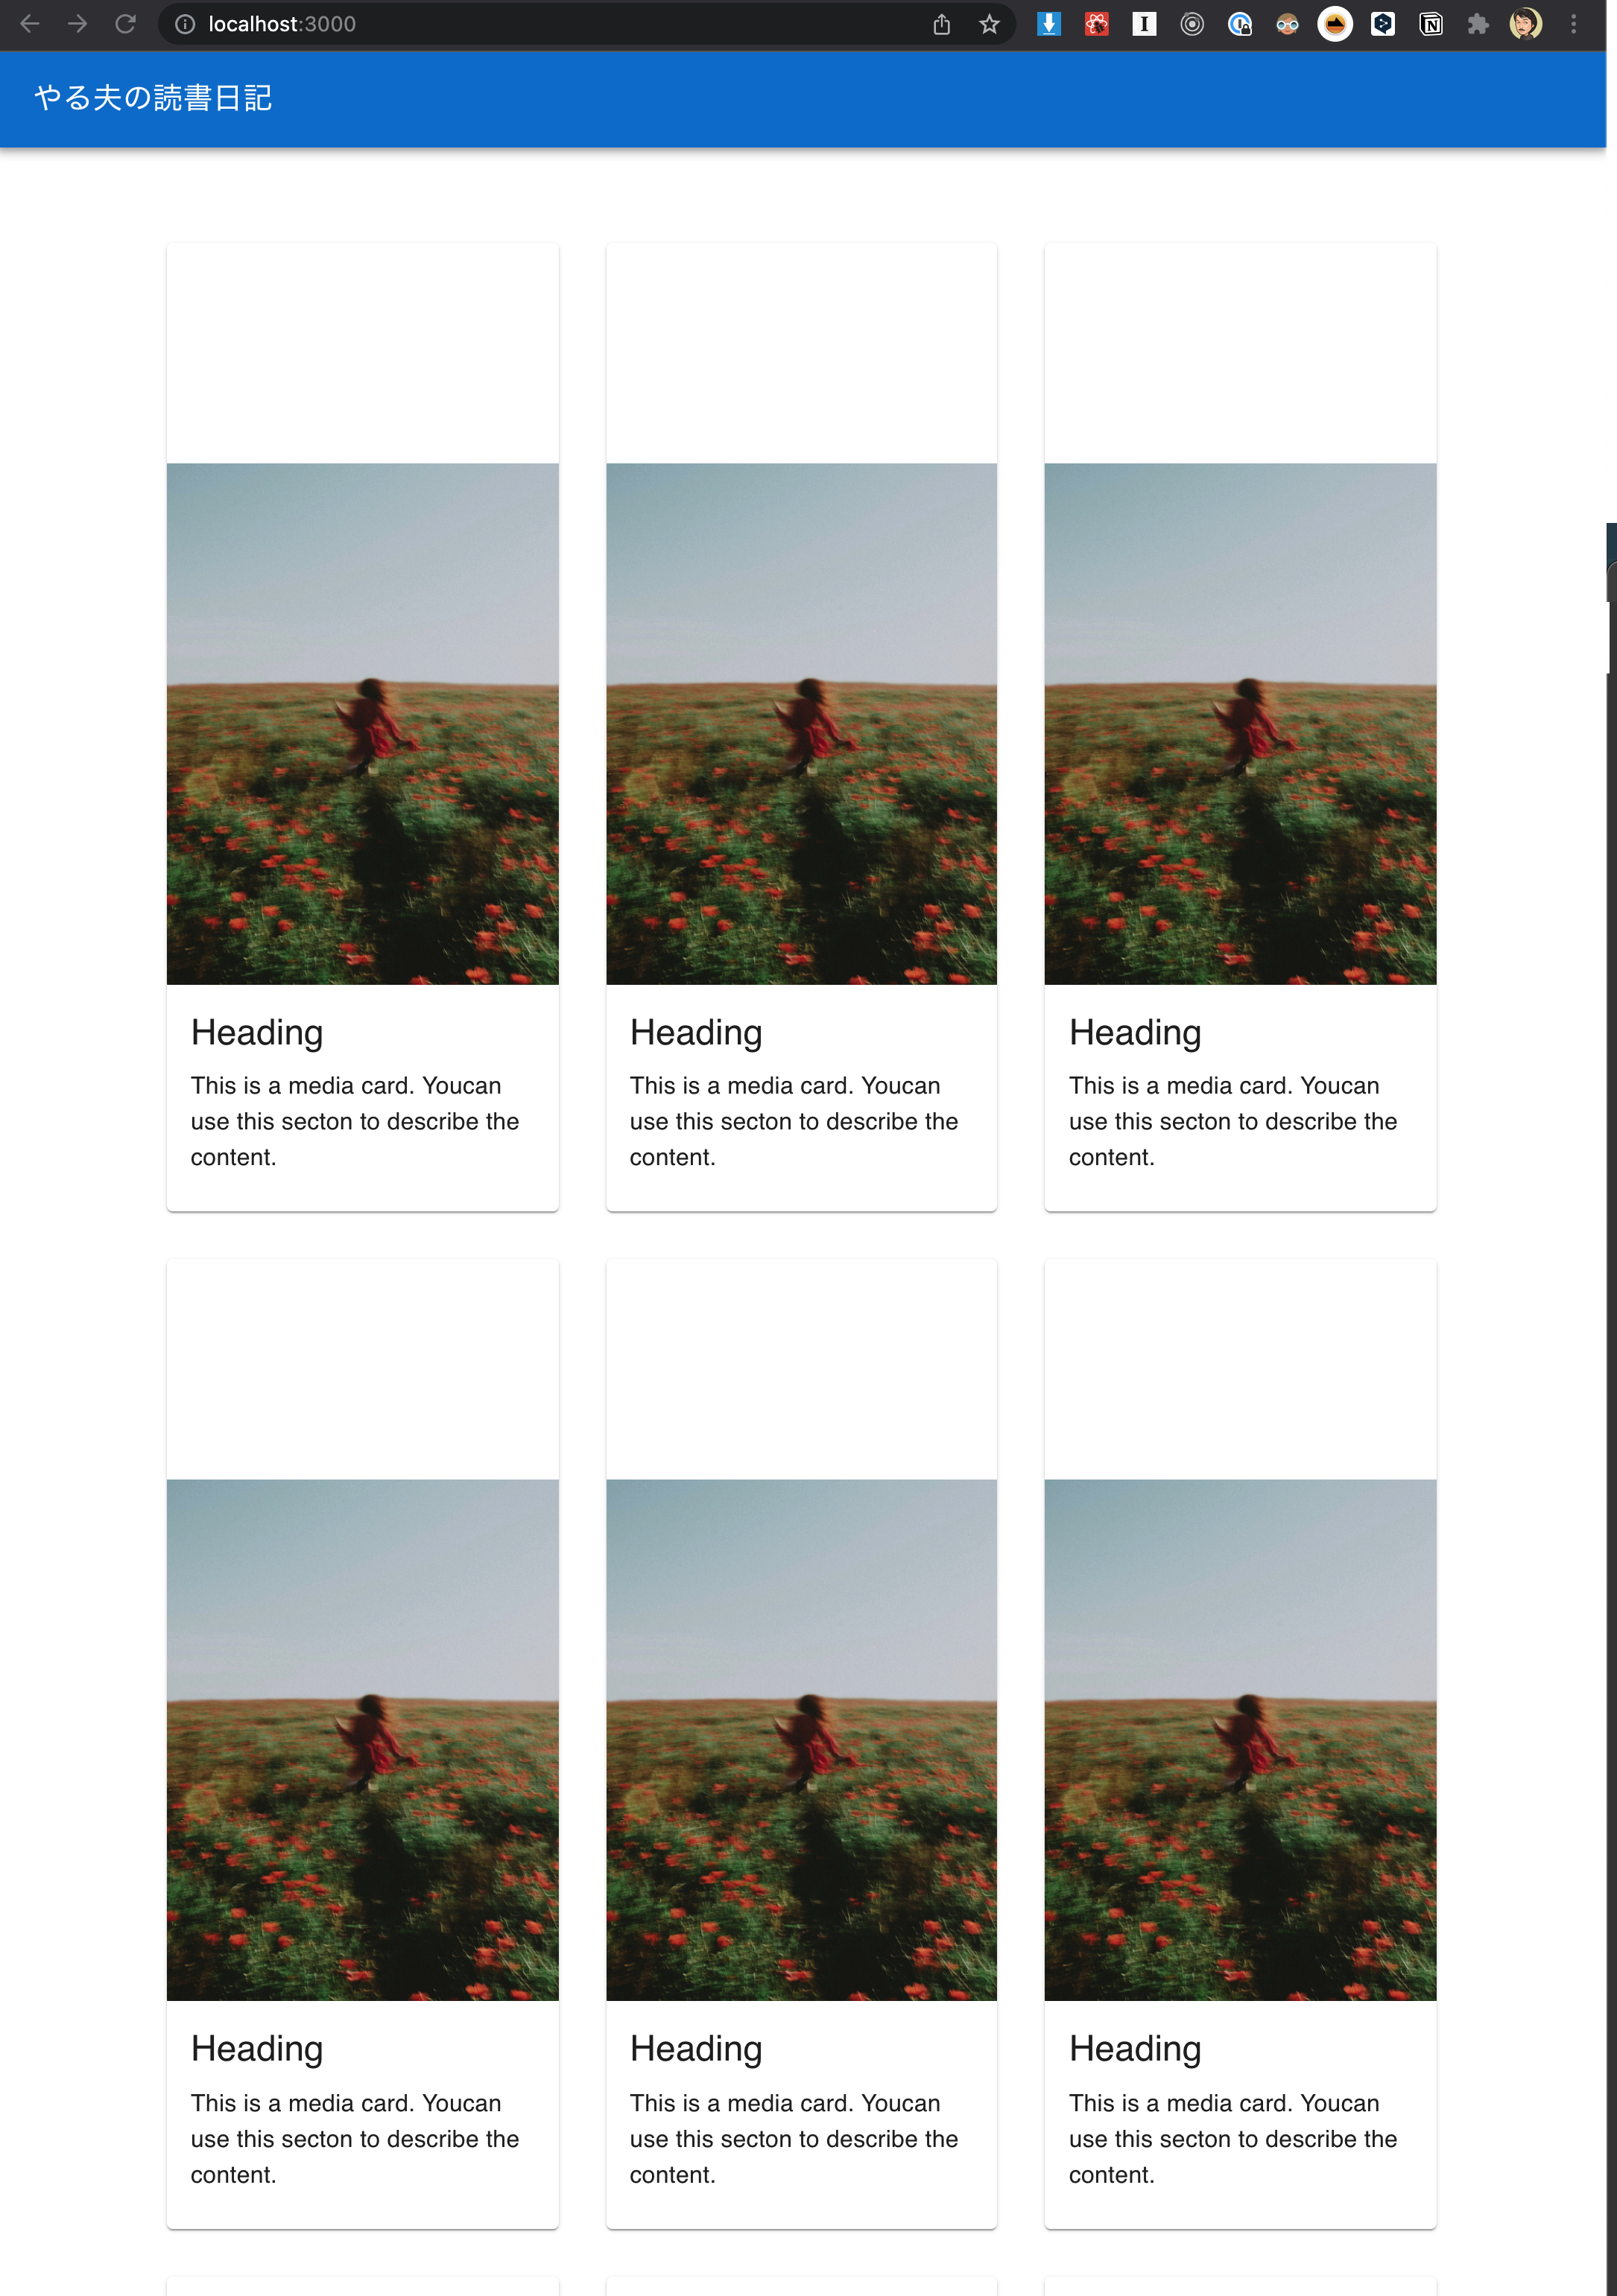 localhost:3000
やる夫の読書日記
Heading
This is a media card. Youcan
use this secton to describe the
content.
Heading
This is a media card. Youcan
use this secton to describe the
content.
Heading
This is a media card. Youcan
use this secton to describe the
content.
Heading
This is a media card. Youcan
use this secton to describe the
content.
Heading
This is a media card. Youcan
use this secton to describe the
content.
Heading
This is a media card. Youcan
use this secton to describe the
content.